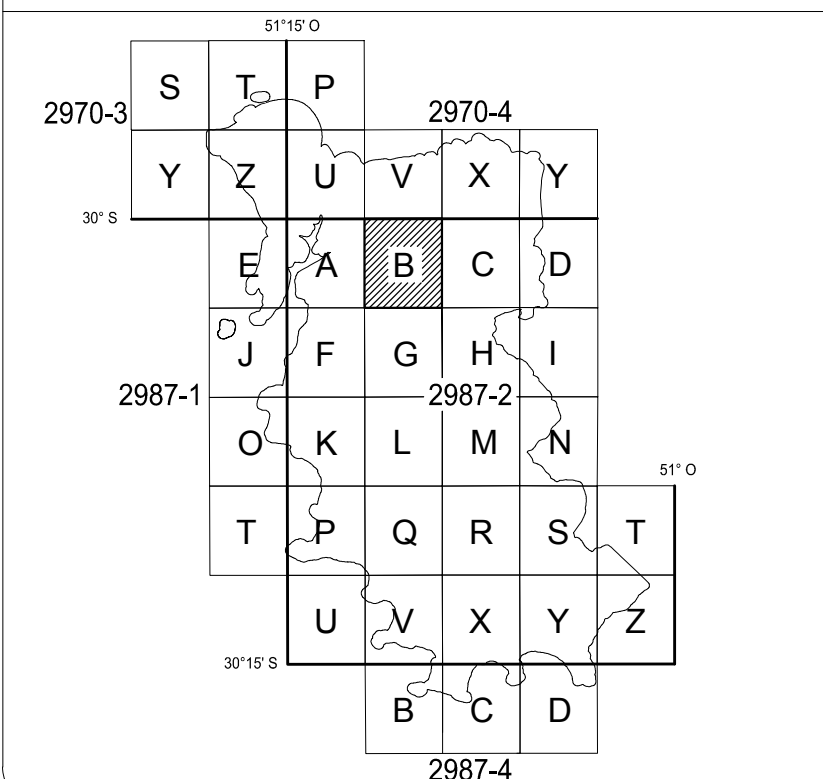 51°15' O
S T P
2970-3 2970-4
Y Z U V X Y
30° S
E A B C D
J F G H I
2987-1 2987-2
O K L M N
51° O
T P Q R S T
U V X Y Z
30°15' S
B C D
2987-4